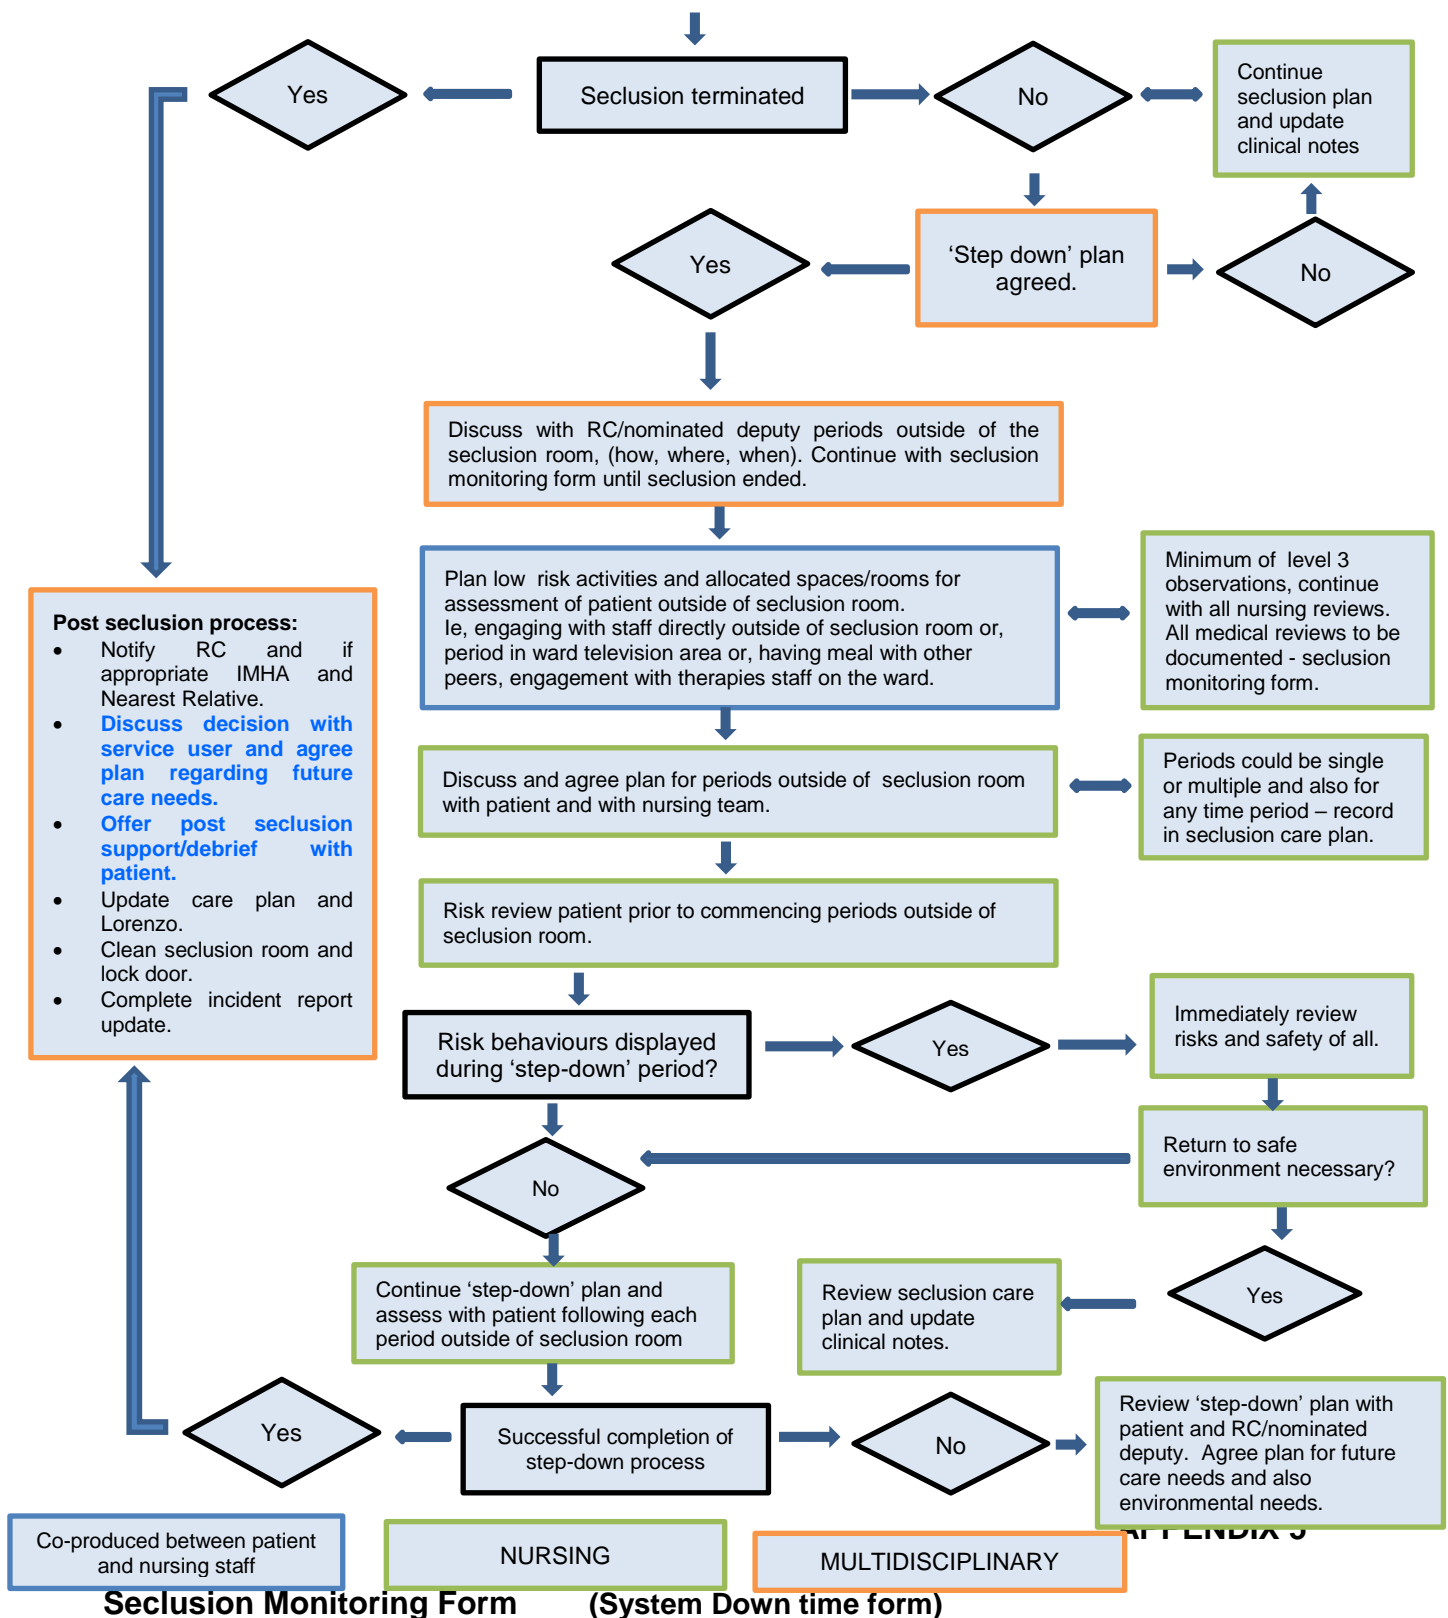 Yes
Seclusion terminated
No
Continue
seclusion plan
and update
clinical notes
Yes
‘Step down’ plan
agreed.
No
Discuss with RC/nominated deputy periods outside of the
seclusion room, (how, where, when). Continue with seclusion
monitoring form until seclusion ended.
Plan low risk activities and allocated spaces/rooms for
assessment of patient outside of seclusion room.
Ie, engaging with staff directly outside of seclusion room or,
period in ward television area or, having meal with other
peers, engagement with therapies staff on the ward.
Minimum of level 3
observations, continue
with all nursing reviews.
All medical reviews to be
documented - seclusion
monitoring form.
Post seclusion process:
• Notify RC and if
appropriate IMHA and
Nearest Relative.
• Discuss decision with
service user and agree
plan regarding future
care needs.
• Offer post seclusion
support/debrief with
patient.
• Update care plan and
Lorenzo.
• Clean seclusion room and
lock door.
• Complete incident report
update.
Discuss and agree plan for periods outside of seclusion room
with patient and with nursing team.
Periods could be single
or multiple and also for
any time period – record
in seclusion care plan.
Risk review patient prior to commencing periods outside of
seclusion room.
Risk behaviours displayed
during ‘step-down’ period?
Yes
Immediately review
risks and safety of all.
Return to safe
environment necessary?
No
Yes
Continue ‘step-down’ plan and
assess with patient following each
period outside of seclusion room
Review seclusion care
plan and update
clinical notes.
Yes
Successful completion of
step-down process
No
Review ‘step-down’ plan with
patient and RC/nominated
deputy. Agree plan for future
care needs and also
environmental needs.
APPENDIX 5
Co-produced between patient
and nursing staff
NURSING
MULTIDISCIPLINARY
Seclusion Monitoring Form (System Down time form)